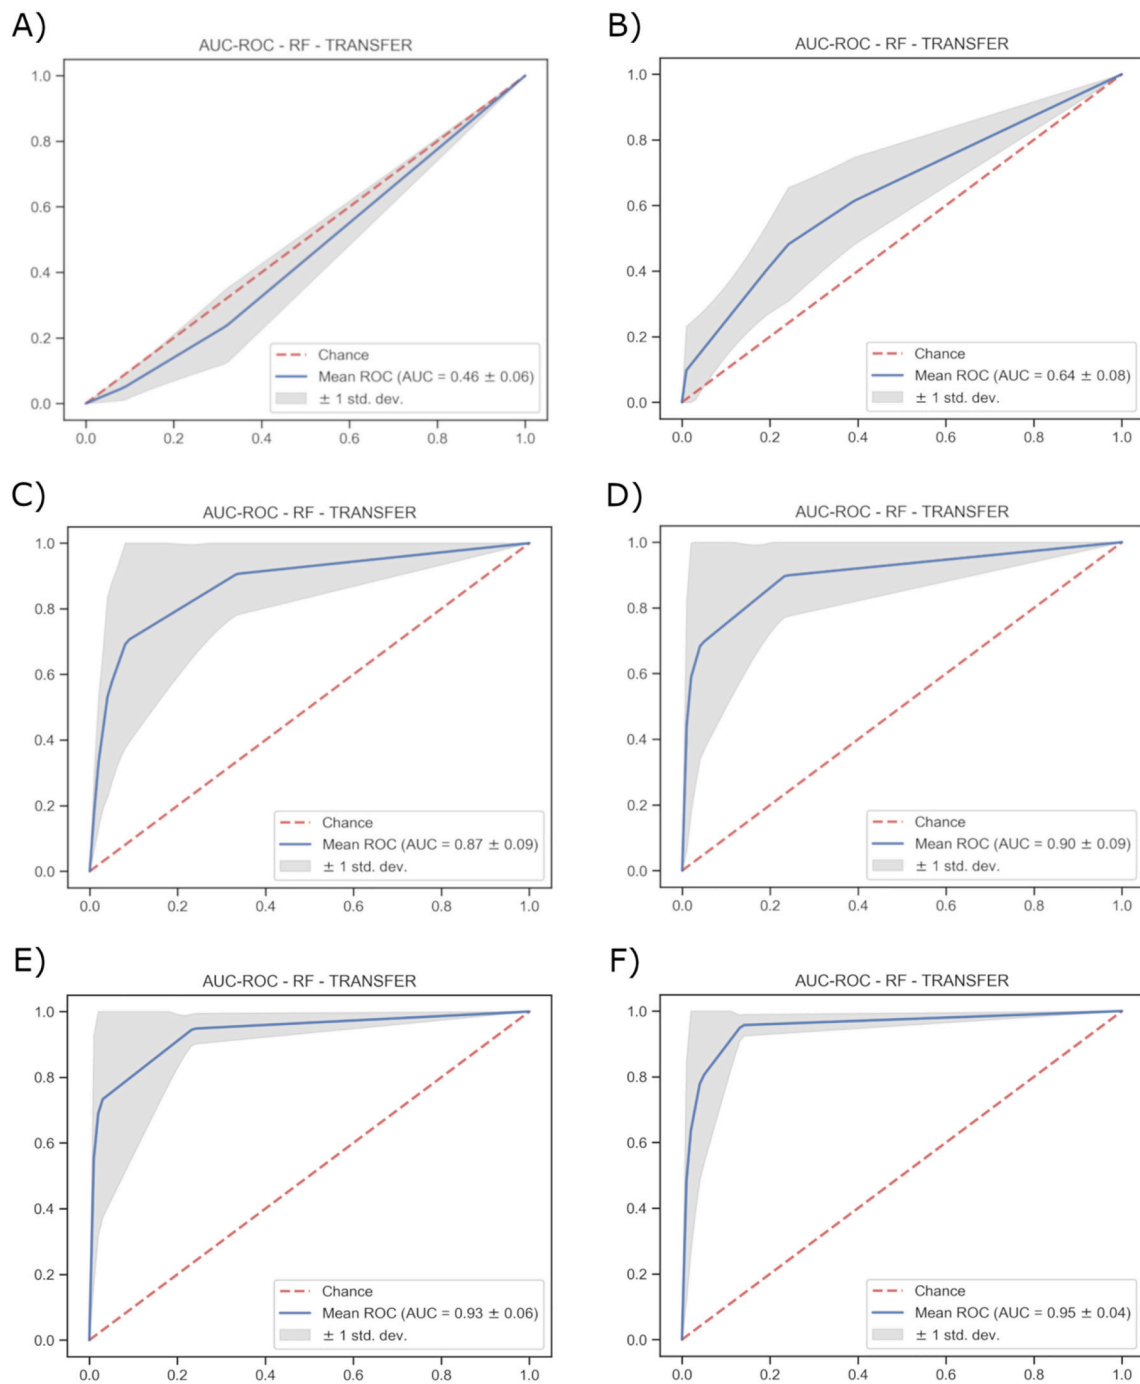 A)
AUC-ROC - RF - TRANSFER
1.0
0.8
0.6
0.4
0.2
0.0
Chance
Mean ROC (AUC = 0.46 ± 0.06)
± 1 std. dev.
0.0 0.2 0.4 0.6 0.8 1.0
B)
AUC-ROC - RF - TRANSFER
1.0
0.8
0.6
0.4
0.2
0.0
Chance
Mean ROC (AUC = 0.64 ± 0.08)
± 1 std. dev.
0.0 0.2 0.4 0.6 0.8 1.0
C)
AUC-ROC - RF - TRANSFER
1.0
0.8
0.6
0.4
0.2
0.0
Chance
Mean ROC (AUC = 0.87 ± 0.09)
± 1 std. dev.
0.0 0.2 0.4 0.6 0.8 1.0
D)
AUC-ROC - RF - TRANSFER
1.0
0.8
0.6
0.4
0.2
0.0
Chance
Mean ROC (AUC = 0.90 ± 0.09)
± 1 std. dev.
0.0 0.2 0.4 0.6 0.8 1.0
E)
AUC-ROC - RF - TRANSFER
1.0
0.8
0.6
0.4
0.2
0.0
Chance
Mean ROC (AUC = 0.93 ± 0.06)
± 1 std. dev.
0.0 0.2 0.4 0.6 0.8 1.0
F)
AUC-ROC - RF - TRANSFER
1.0
0.8
0.6
0.4
0.2
0.0
Chance
Mean ROC (AUC = 0.95 ± 0.04)
± 1 std. dev.
0.0 0.2 0.4 0.6 0.8 1.0